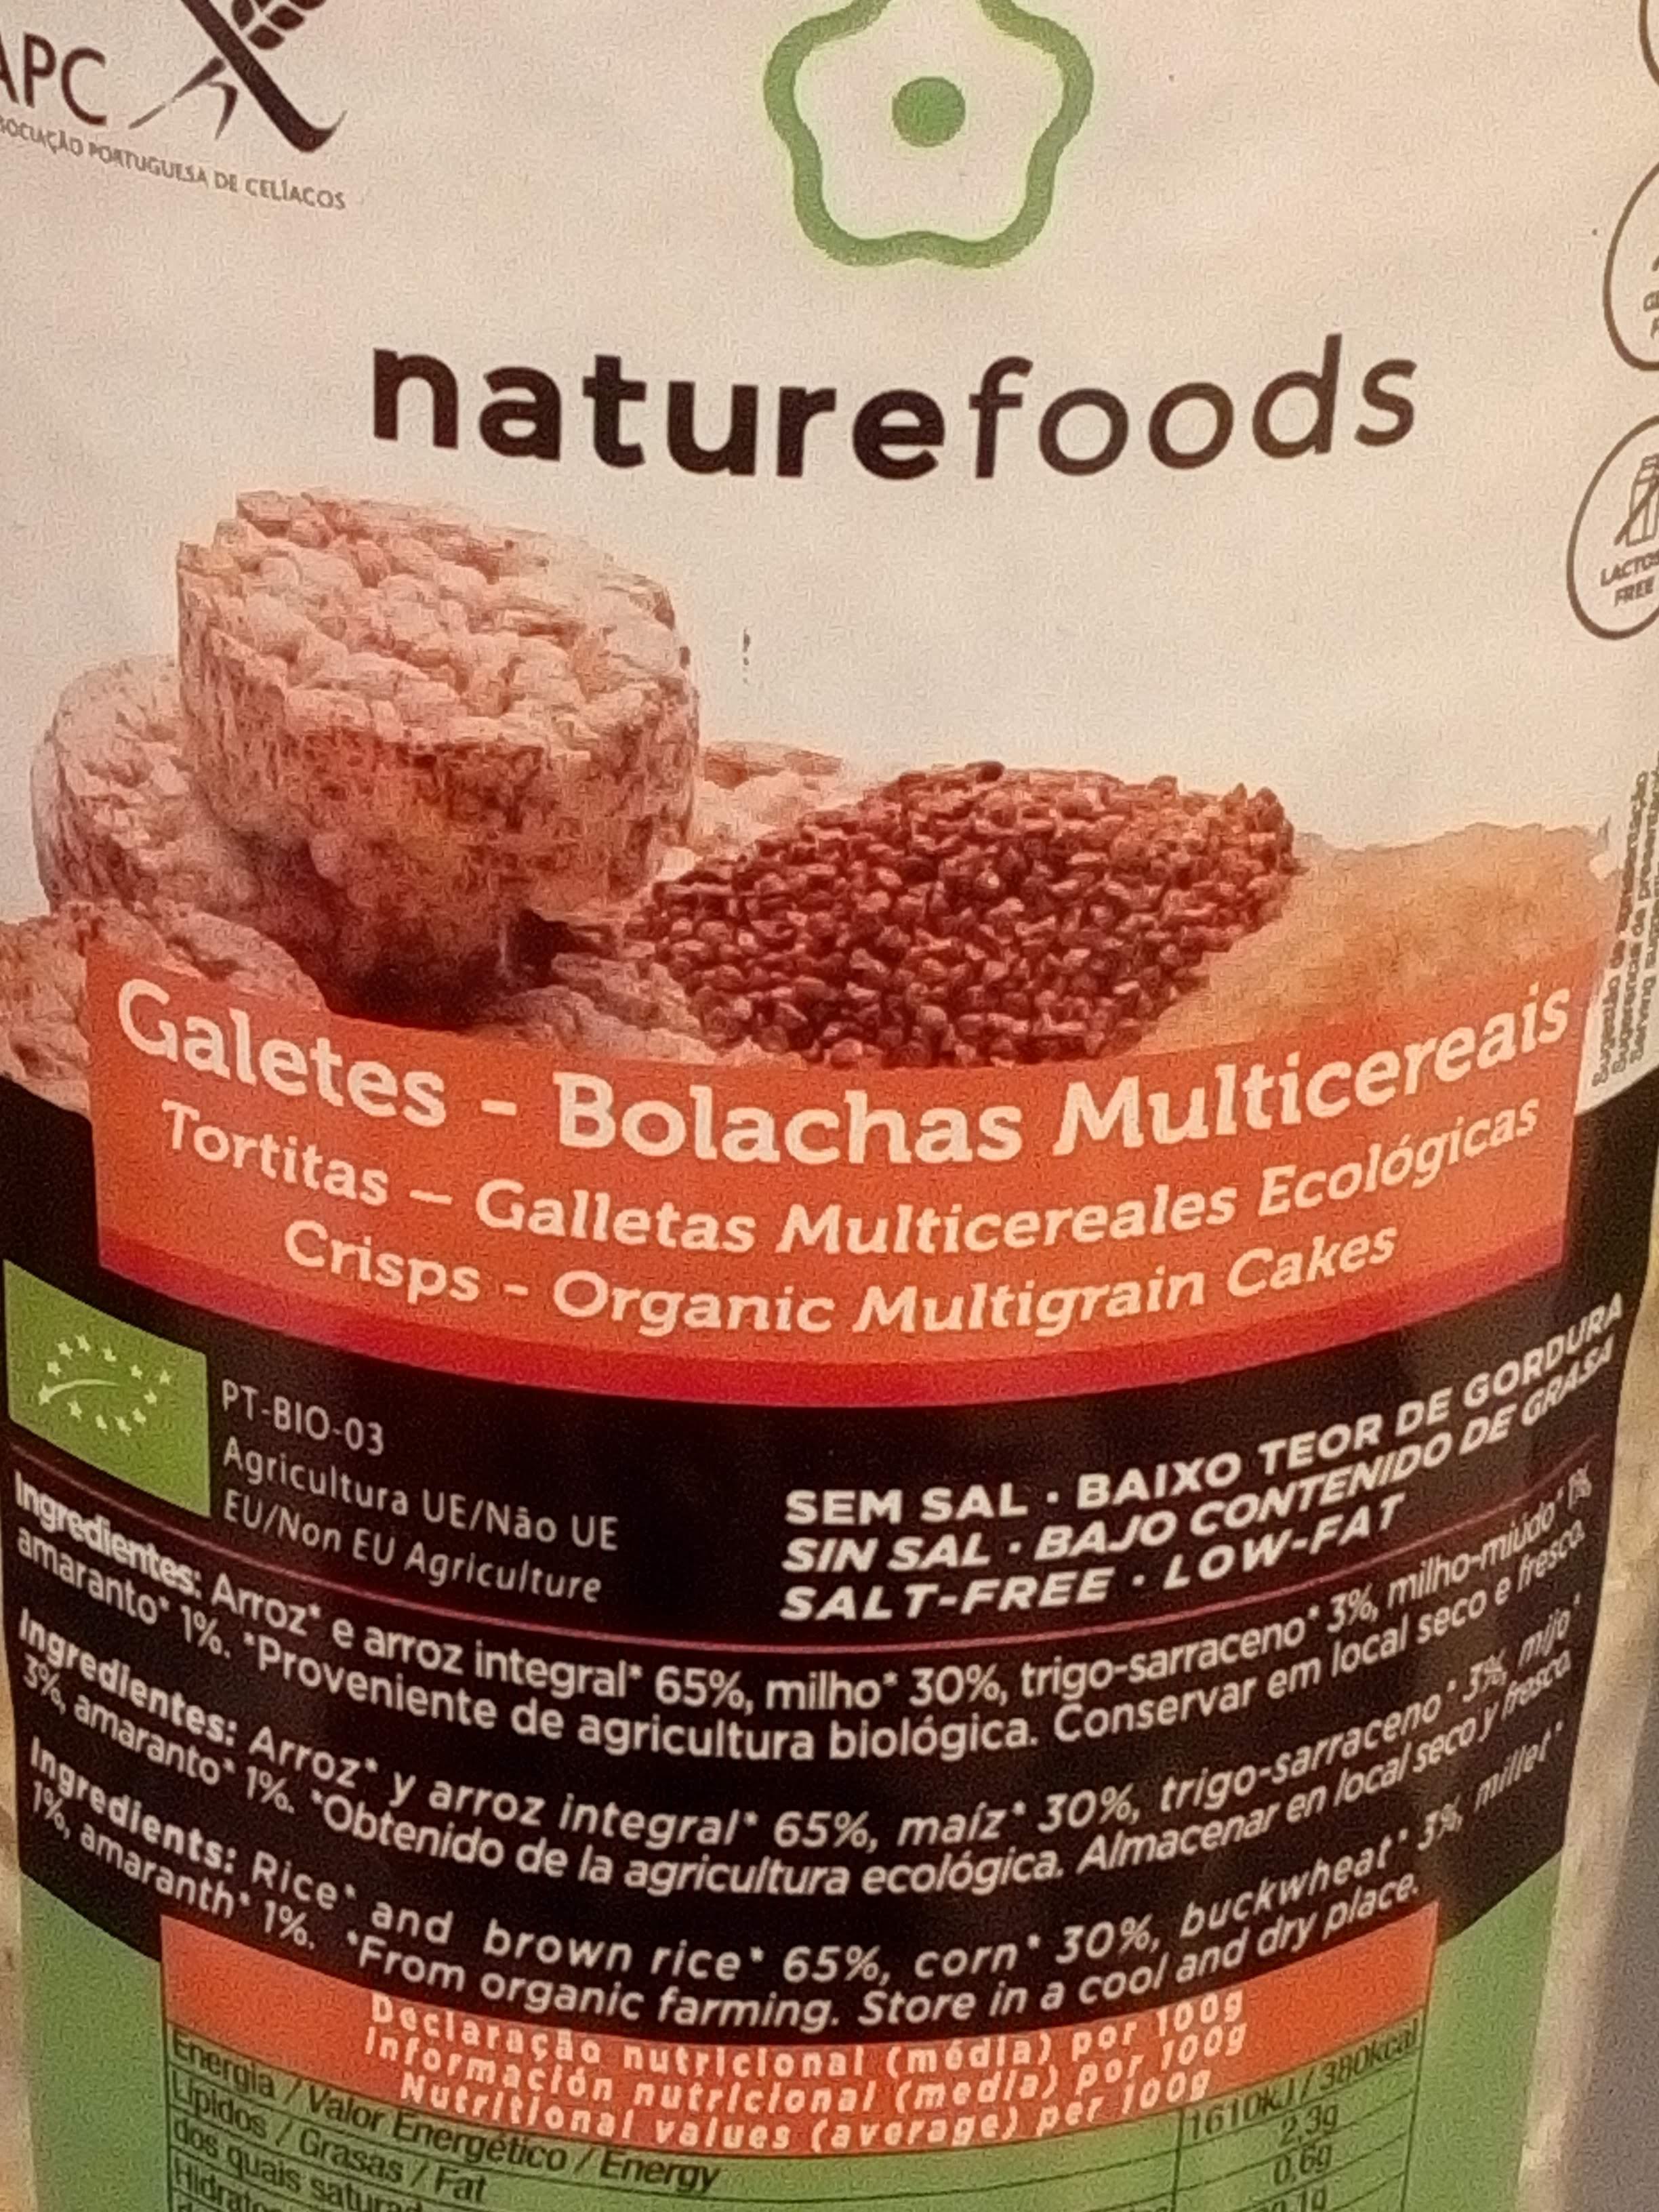 APC
PORTUGUESA DE CELÍACOS
naturefoods
FREE
Galetes - Bolachas Multicereais
Tortitas – Galletas Multicereales Ecológicas
Crisps - Organic Multigrain Cakes
PT-BIO-03
Agricultura UE/Não UE
EU/Non EU Agriculture
SEM SAL · BAIXO TEOR DE GORDURA
SIN SAL · BAJO CONTENIDO DE GRASA
SALT-FREE · LOW-FAT
Ingredientes: Arroz* e arroz integral* 65%, milho* 30%, trigo-sarraceno* 3%, milho-miúdo* 1%
amaranto* 1%. *Proveniente de agricultura biológica. Conservar em local seco e fresco.
Ingredientes: Arroz* y arroz integral* 65%, maíz* 30%, trigo-sarraceno* 3%, mijo*
3%, amaranto* 1%. *Obtenido de la agricultura ecológica. Almacenar en local seco y fresco.
Ingredients: Rice* and brown rice* 65%, corn* 30%, buckwheat* 3%, millet*
1%, amaranth* 1%. *From organic farming. Store in a cool and dry place.
Declaração nutricional (média) por 100g
Información nutricional (media) por 100g
Nutritional values (average) per 100g
Energia / Valor Energético / Energy 1610kJ / 380kcal
Lípidos / Grasas / Fat 2,3g
dos quais 0,6g